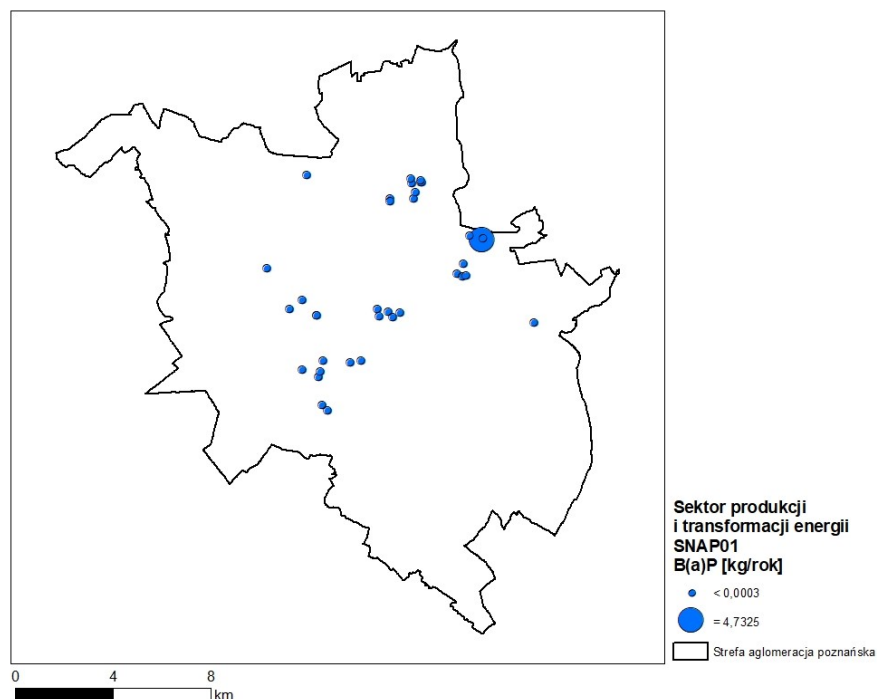 Sektor produkcji
i transformacji energii
SNAP01
B(a)P [kg/rok]
< 0,0003
= 4,7325
Strefa aglomeracja poznańska
0 4 8
km